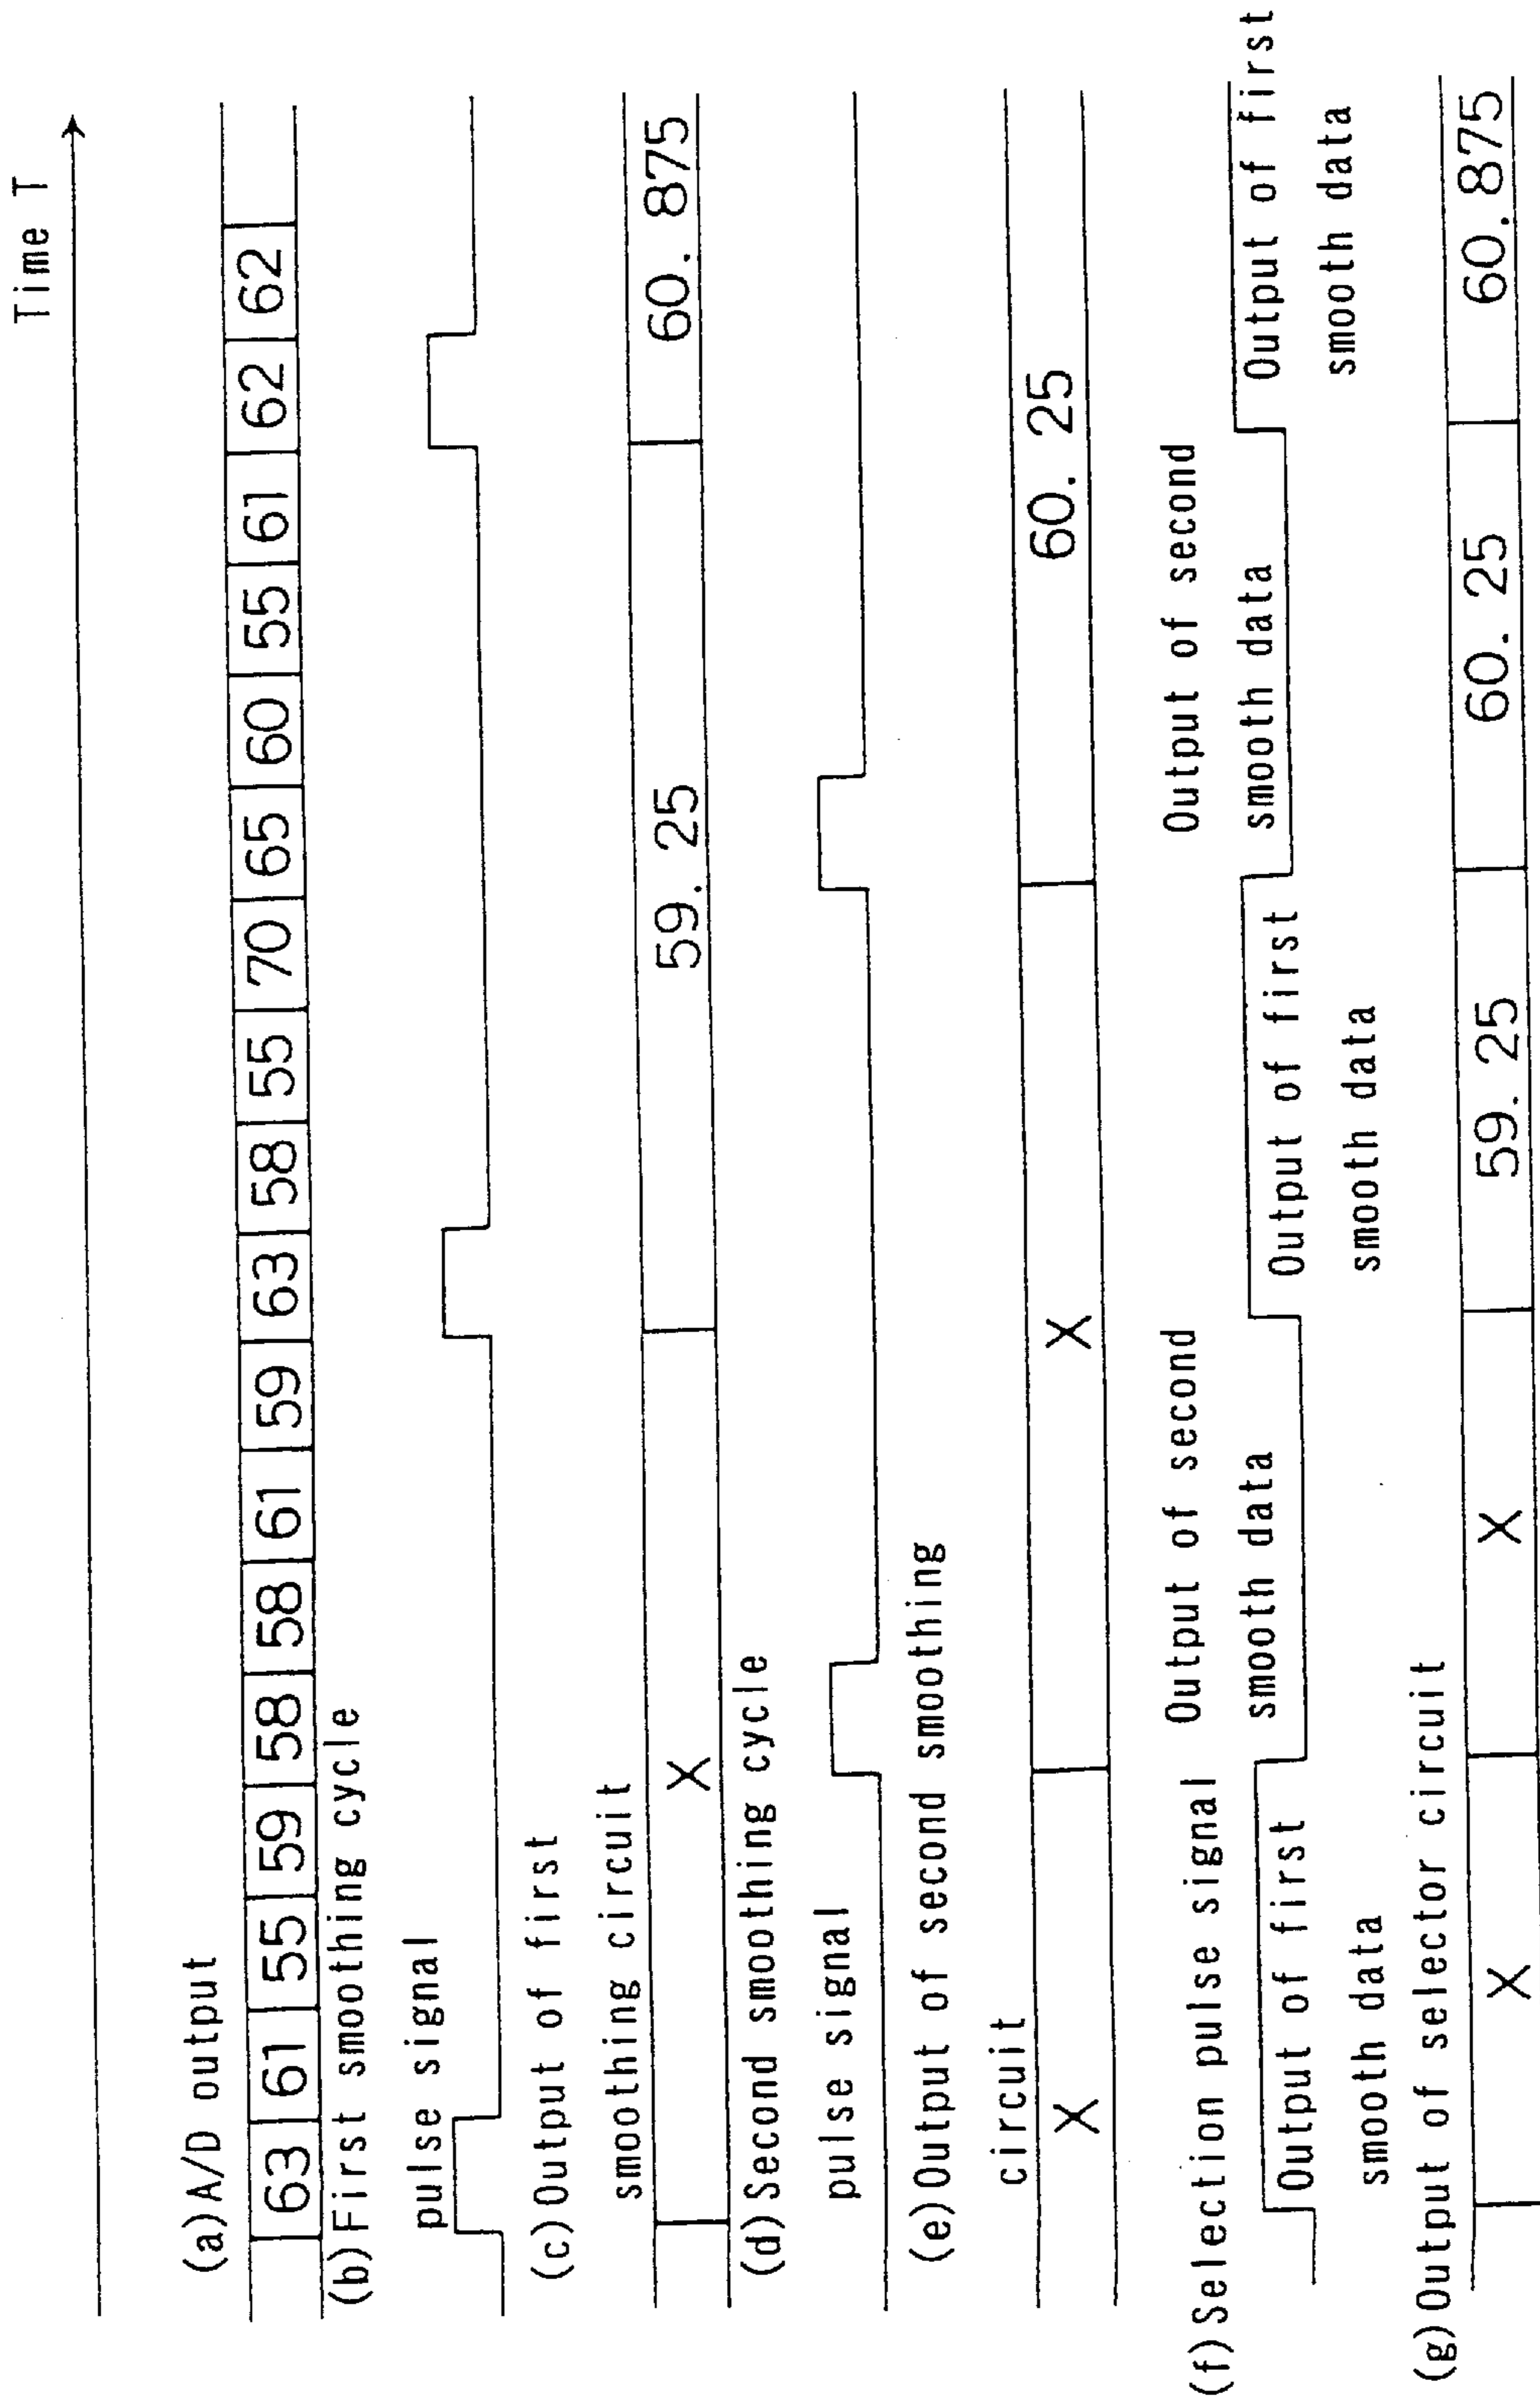 Time T
(a)A/D output
63 61 55 59 58 58 61 59 63 58 55 70 65 60 55 61 62 62
(b)First smoothing cycle
pulse signal
(c)Output of first
smoothing circuit
X 59. 25 60. 875
(d)Second smoothing cycle
pulse signal
(e)Output of second smoothing
circuit
X X 60. 25
(f)Selection pulse signal
Output of first
smooth data
Output of second
smooth data
Output of first
smooth data
Output of second
smooth data
Output of first
smooth data
(g)Output of selector circuit
X X 59. 25 60. 25 60. 875